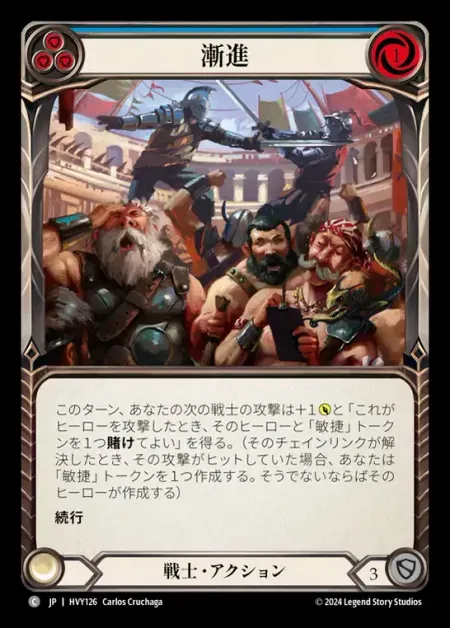 漸進
1
このターン、あなたの次の戦士の攻撃は＋1と「これが
ヒーローを攻撃したとき、そのヒーローと「敏捷」トーク
ンを1つ賭けてよい」を得る。（そのチェインリンクが解
決したとき、その攻撃がヒットしていた場合、あなたは
「敏捷」トークンを1つ作成する。そうでないならばその
ヒーローが作成する）
続行
戦士・アクション
3
C JP | HVY126 Carlos Cruchaga
© 2024 Legend Story Studios